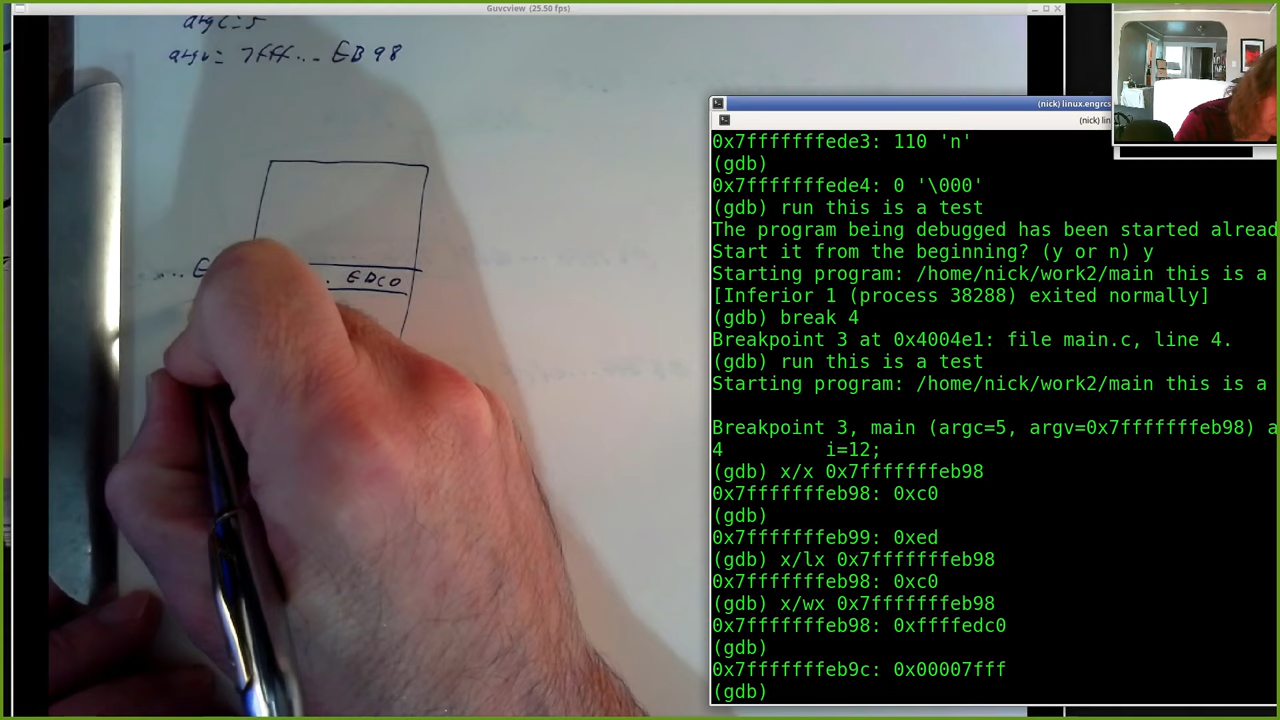 Guvcview (25.50 fps)
argc=5
argv= 7fff... EB98
.... E
. EDC0
(nick) linux.engrcs
(nick) lin
0x7fffffffede3: 110 'n'
(gdb)
0x7fffffffede4: 0 '\000'
(gdb) run this is a test
The program being debugged has been started alread
Start it from the beginning? (y or n) y
Starting program: /home/nick/work2/main this is a
[Inferior 1 (process 38288) exited normally]
(gdb) break 4
Breakpoint 3 at 0x4004e1: file main.c, line 4.
(gdb) run this is a test
Starting program: /home/nick/work2/main this is a
Breakpoint 3, main (argc=5, argv=0x7fffffffeb98) a
4 i=12;
(gdb) x/x 0x7fffffffeb98
0x7fffffffeb98: 0xc0
(gdb)
0x7fffffffeb99: 0xed
(gdb) x/lx 0x7fffffffeb98
0x7fffffffeb98: 0xc0
(gdb) x/wx 0x7fffffffeb98
0x7fffffffeb98: 0xffffedc0
(gdb)
0x7fffffffeb9c: 0x00007fff
(gdb)